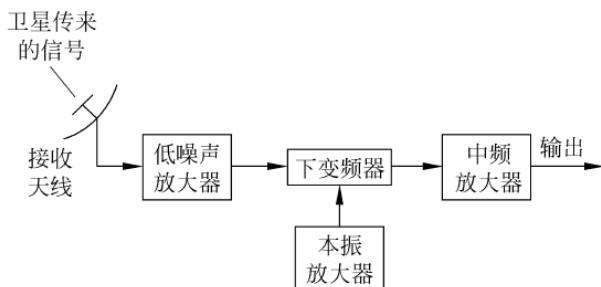 卫星传来
的信号
接收
天线
低噪声
放大器
下变频器
中频
放大器
输出
本振
放大器